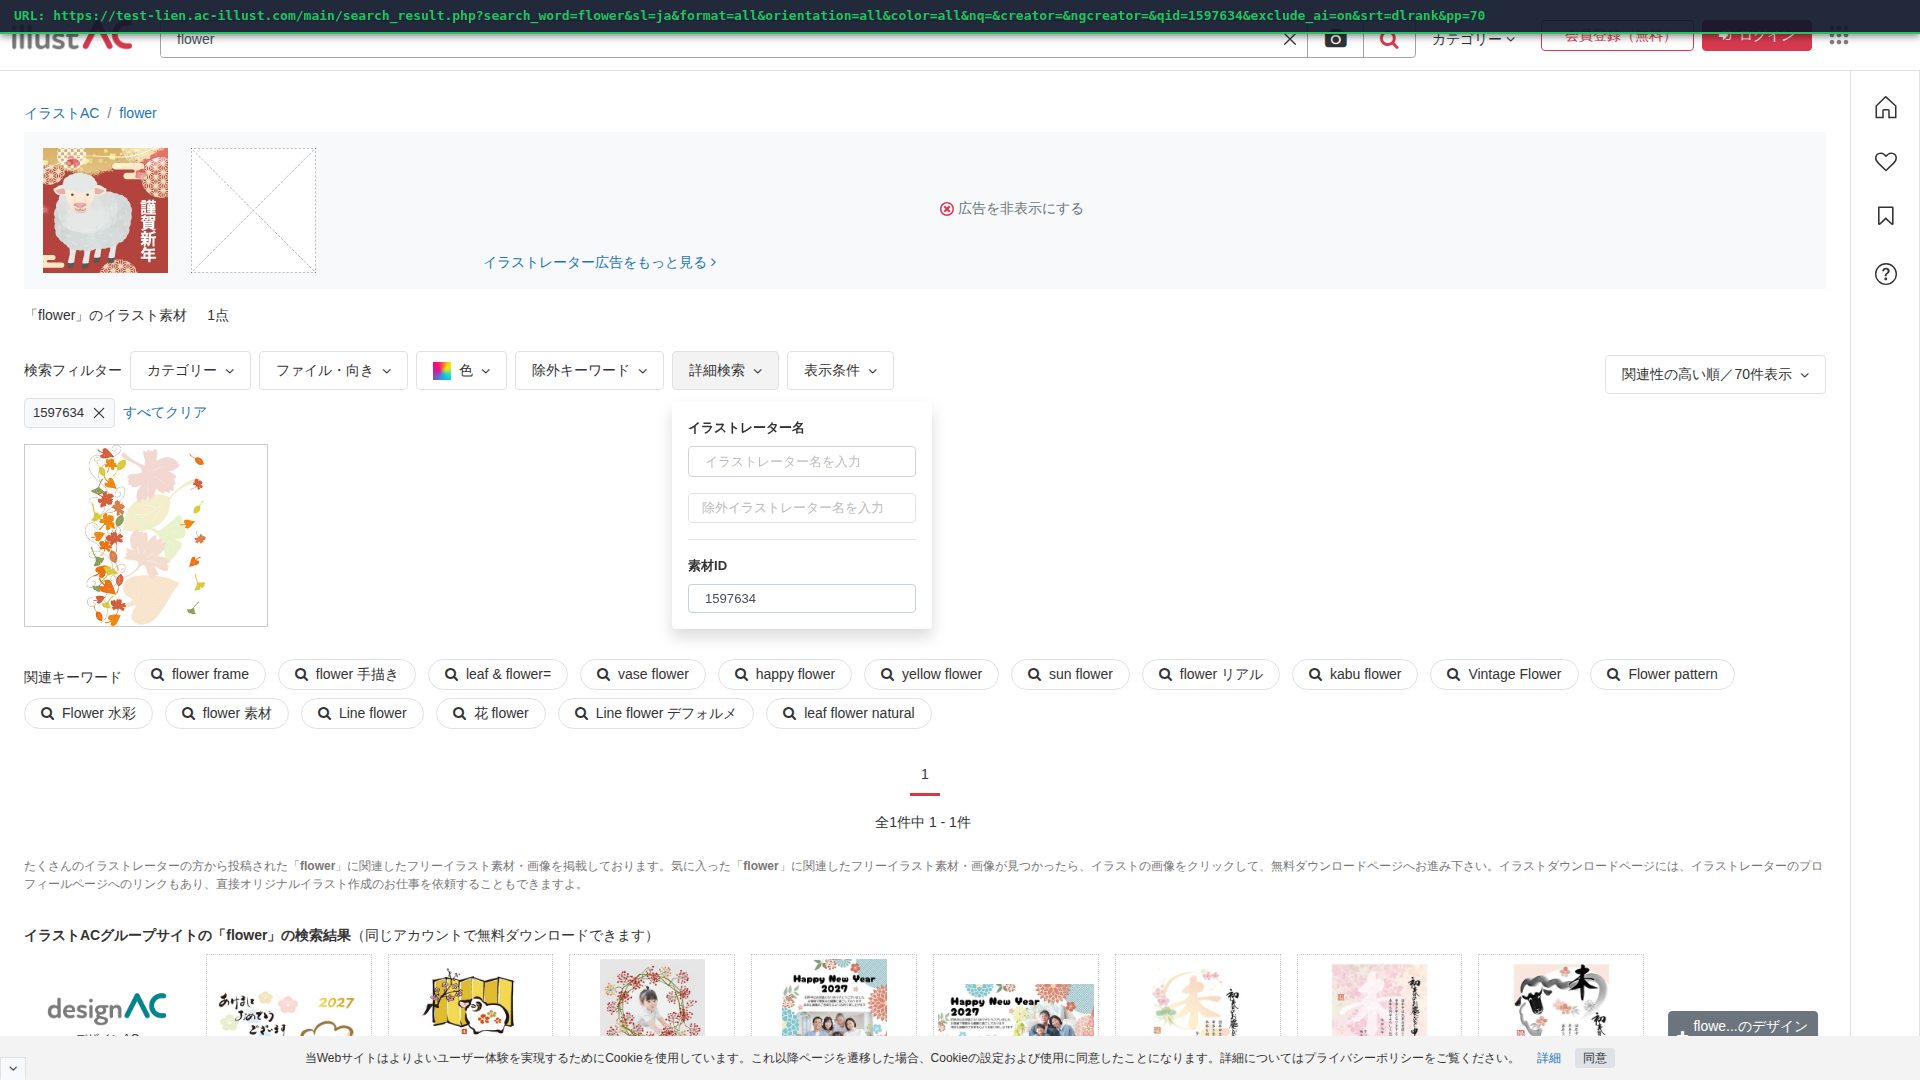 URL: https://test-lien.ac-illust.com/main/search_result.php?search_word=flower&sl=ja&format=all&orientation=all&color=all&nq=&creator=&ngcreator=&qid=1597634&exclude_ai=on&srt=dlrank&pp=70
illust AC
flower
カテゴリー
会員登録（無料）
ログイン
イラストAC / flower
謹賀新年
広告を非表示にする
イラストレーター広告をもっと見る
「flower」のイラスト素材 1点
検索フィルター カテゴリー ファイル・向き 色 除外キーワード 詳細検索 表示条件
関連性の高い順／70件表示
1597634 すべてクリア
イラストレーター名
イラストレーター名を入力
除外イラストレーター名を入力
素材ID
1597634
関連キーワード flower frame flower 手描き leaf & flower= vase flower happy flower yellow flower sun flower flower リアル kabu flower Vintage Flower Flower pattern
Flower 水彩 flower 素材 Line flower 花 flower Line flower デフォルメ leaf flower natural
1
全1件中 1 - 1件
たくさんのイラストレーターの方から投稿された「flower」に関連したフリーイラスト素材・画像を掲載しております。気に入った「flower」に関連したフリーイラスト素材・画像が見つかったら、イラストの画像をクリックして、無料ダウンロードページへお進み下さい。イラストダウンロードページには、イラストレーターのプロ
フィールページへのリンクもあり、直接オリジナルイラスト作成のお仕事を依頼することもできますよ。
イラストACグループサイトの「flower」の検索結果（同じアカウントで無料ダウンロードできます）
design AC
あけまして
おめでとう
ございます
2027
Happy New Year
2027
Happy New Year
2027
flowe...のデザイン
当Webサイトはよりよいユーザー体験を実現するためにCookieを使用しています。これ以降ページを遷移した場合、Cookieの設定および使用に同意したことになります。詳細についてはプライバシーポリシーをご覧ください。 詳細 同意